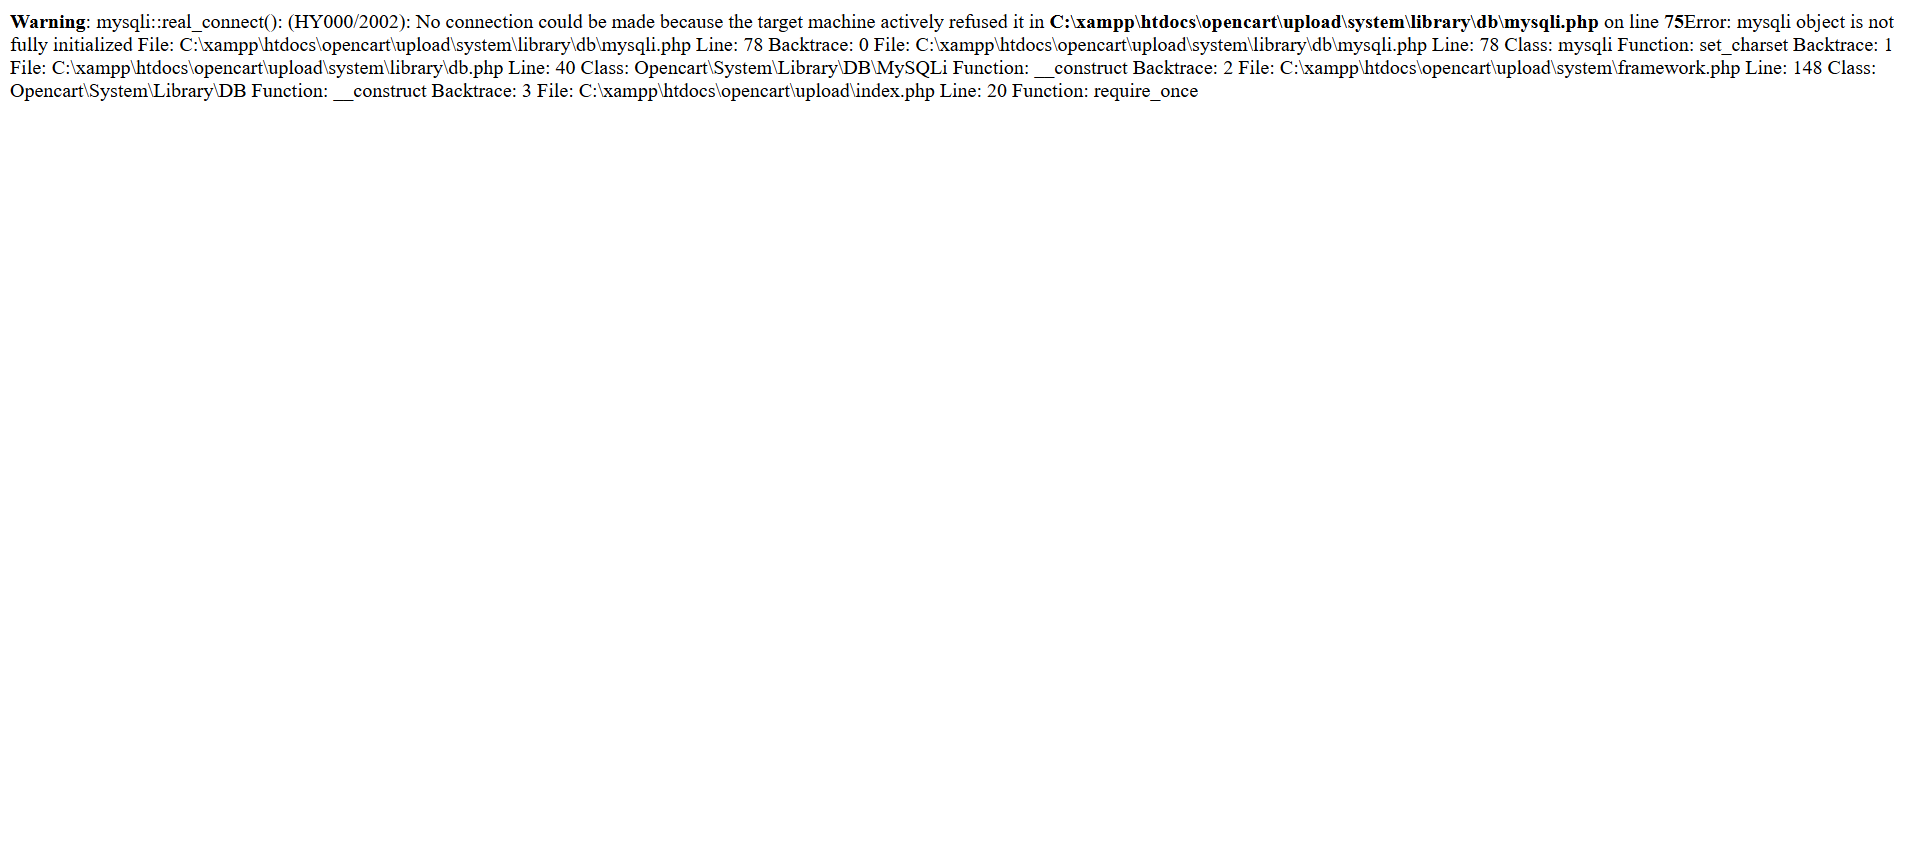 Warning: mysqli::real_connect(): (HY000/2002): No connection could be made because the target machine actively refused it in C:\xampp\htdocs\opencart\upload\system\library\db\mysqli.php on line 75Error: mysqli object is not
fully initialized File: C:\xampp\htdocs\opencart\upload\system\library\db\mysqli.php Line: 78 Backtrace: 0 File: C:\xampp\htdocs\opencart\upload\system\library\db\mysqli.php Line: 78 Class: mysqli Function: set_charset Backtrace: 1
File: C:\xampp\htdocs\opencart\upload\system\library\db.php Line: 40 Class: Opencart\System\Library\DB\MySQLi Function: __construct Backtrace: 2 File: C:\xampp\htdocs\opencart\upload\system\framework.php Line: 148 Class:
Opencart\System\Library\DB Function: __construct Backtrace: 3 File: C:\xampp\htdocs\opencart\upload\index.php Line: 20 Function: require_once